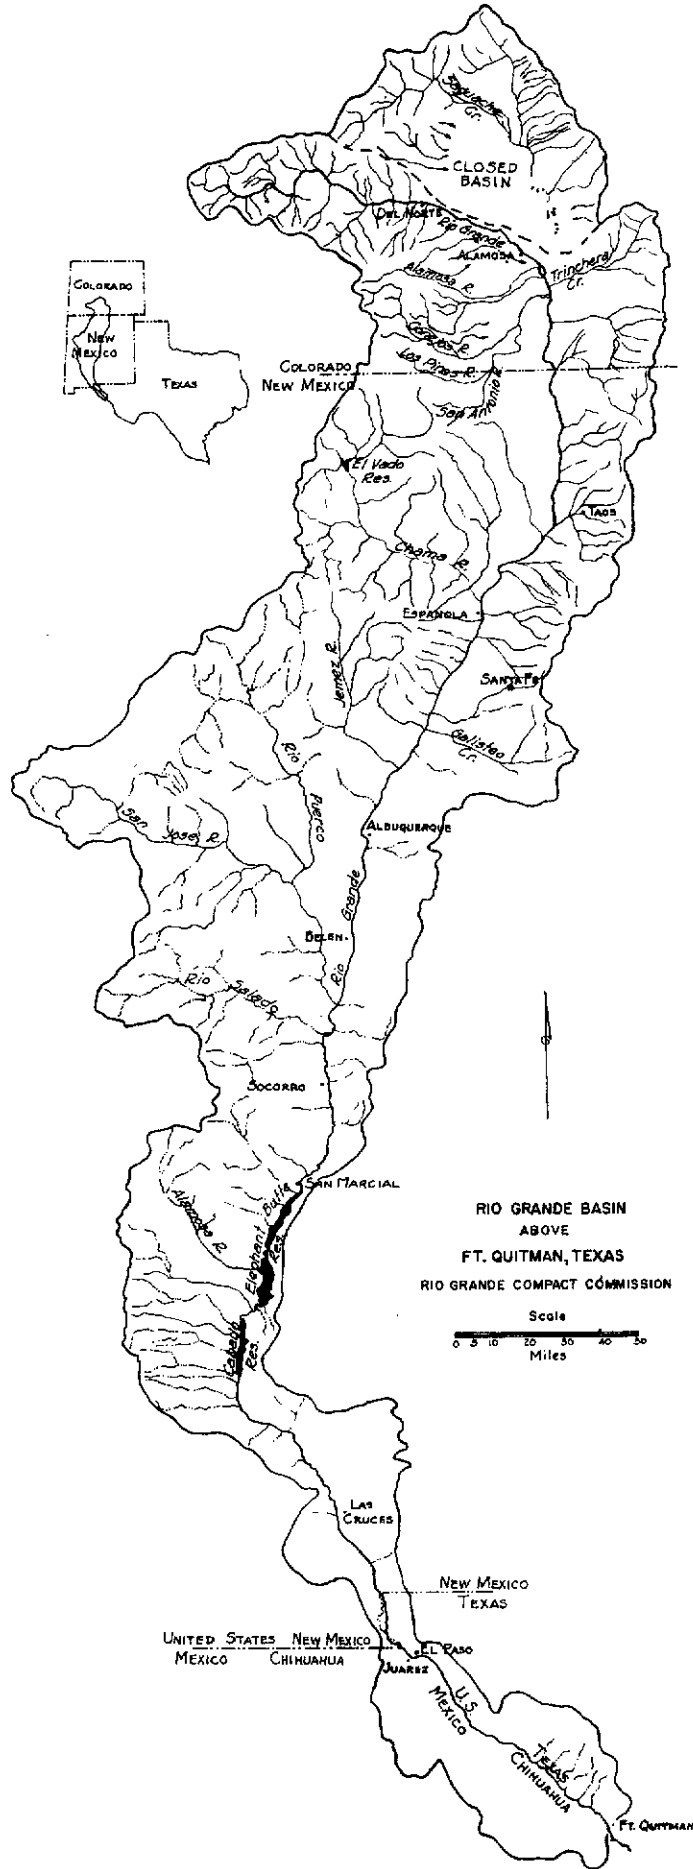 Saguache
Cr.
CLOSED
BASIN
DEL NORTE
Rio Grande
ALAMOSA
Trinchera
Cr.
Alamosa R.
Conejos R.
Los Pinos R.
San Antonio R.
COLORADO
NEW MEXICO
COLORADO
NEW
MEXICO
TEXAS
El Vado
Res.
TAOS
Chama R.
ESPANOLA
Jemez R.
SANTA FE
Galisteo
Cr.
Rio
Puerco
San
Jose R.
ALBUQUERQUE
Rio Grande
BELEN
Rio
Salado
SOCORRO
SAN MARCIAL
Alamosa R.
Elephant Butte
Res.
RIO GRANDE BASIN
ABOVE
FT. QUITMAN, TEXAS
RIO GRANDE COMPACT COMMISSION
Scale
0 5 10 20 30 40 50
Miles
Caballo
Res.
LAS
CRUCES
NEW MEXICO
TEXAS
UNITED STATES NEW MEXICO
MEXICO CHIHUAHUA
EL PASO
JUAREZ
U.S.
MEXICO
TEXAS
CHIHUAHUA
FT. QUITMAN